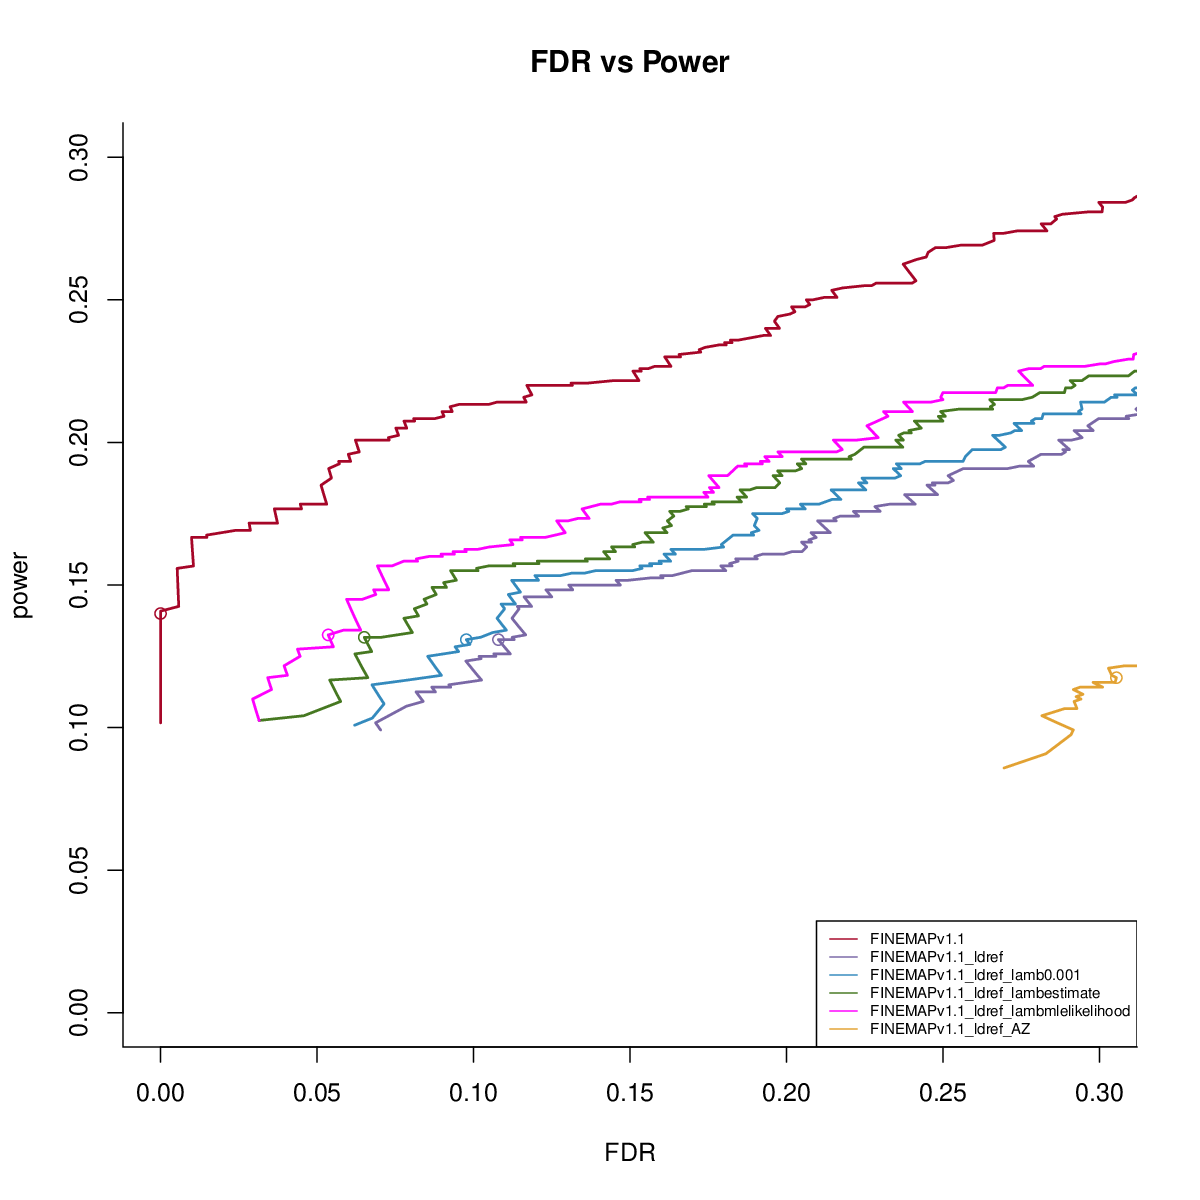 FDR vs Power
power
0.30
0.25
0.20
0.15
0.10
0.05
0.00
FINEMAPv1.1
FINEMAPv1.1_ldref
FINEMAPv1.1_ldref_lamb0.001
FINEMAPv1.1_ldref_lambestimate
FINEMAPv1.1_ldref_lambmlelikelihood
FINEMAPv1.1_ldref_AZ
0.00 0.05 0.10 0.15 0.20 0.25 0.30
FDR